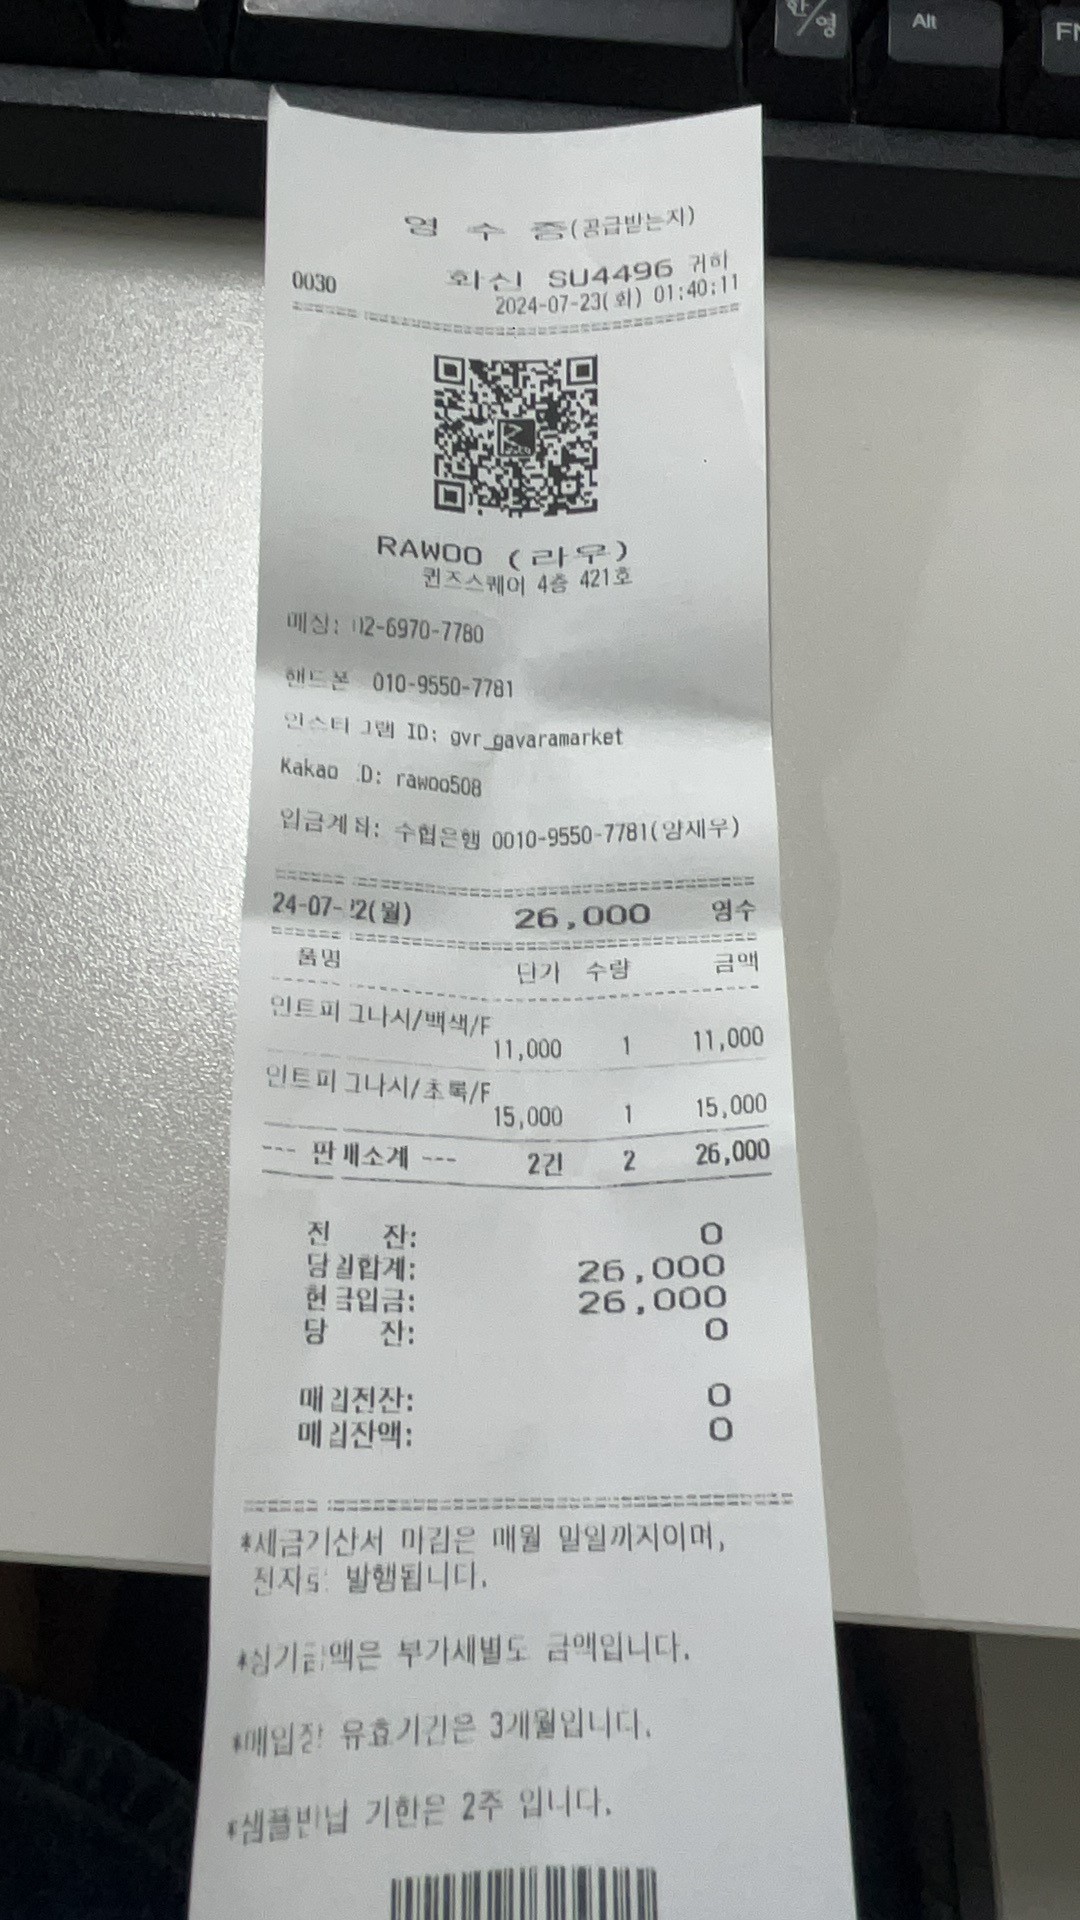 한/영
Alt
영 수 증(공급받는자)
0030
화신 SU4496 귀하
2024-07-23(화) 01:40:11
RAWOO (라우)
퀸즈스퀘어 4층 421호
매장: 02-6970-7780
핸드폰 010-9550-7781
인스타그램 ID: gvr_gavaramarket
Kakao ID: rawoo508
입금계좌: 수협은행 0010-9550-7781(양세우)
24-07-22(월) 26,000 영수
품명 단가 수량 금액
인트피그나시/백색/F
11,000 1 11,000
인트피그나시/초록/F
15,000 1 15,000
--- 판매소계 --- 2건 2 26,000
전 잔: 0
당일합계: 26,000
현금입금: 26,000
당 잔: 0
매입전잔: 0
매입잔액: 0
*세금계산서 마감은 매월 말일까지이며,
전자로 발행됩니다.
*상기금액은 부가세별도 금액입니다.
*매입장 유효기간은 3개월입니다.
*샘플반납 기한은 2주 입니다.